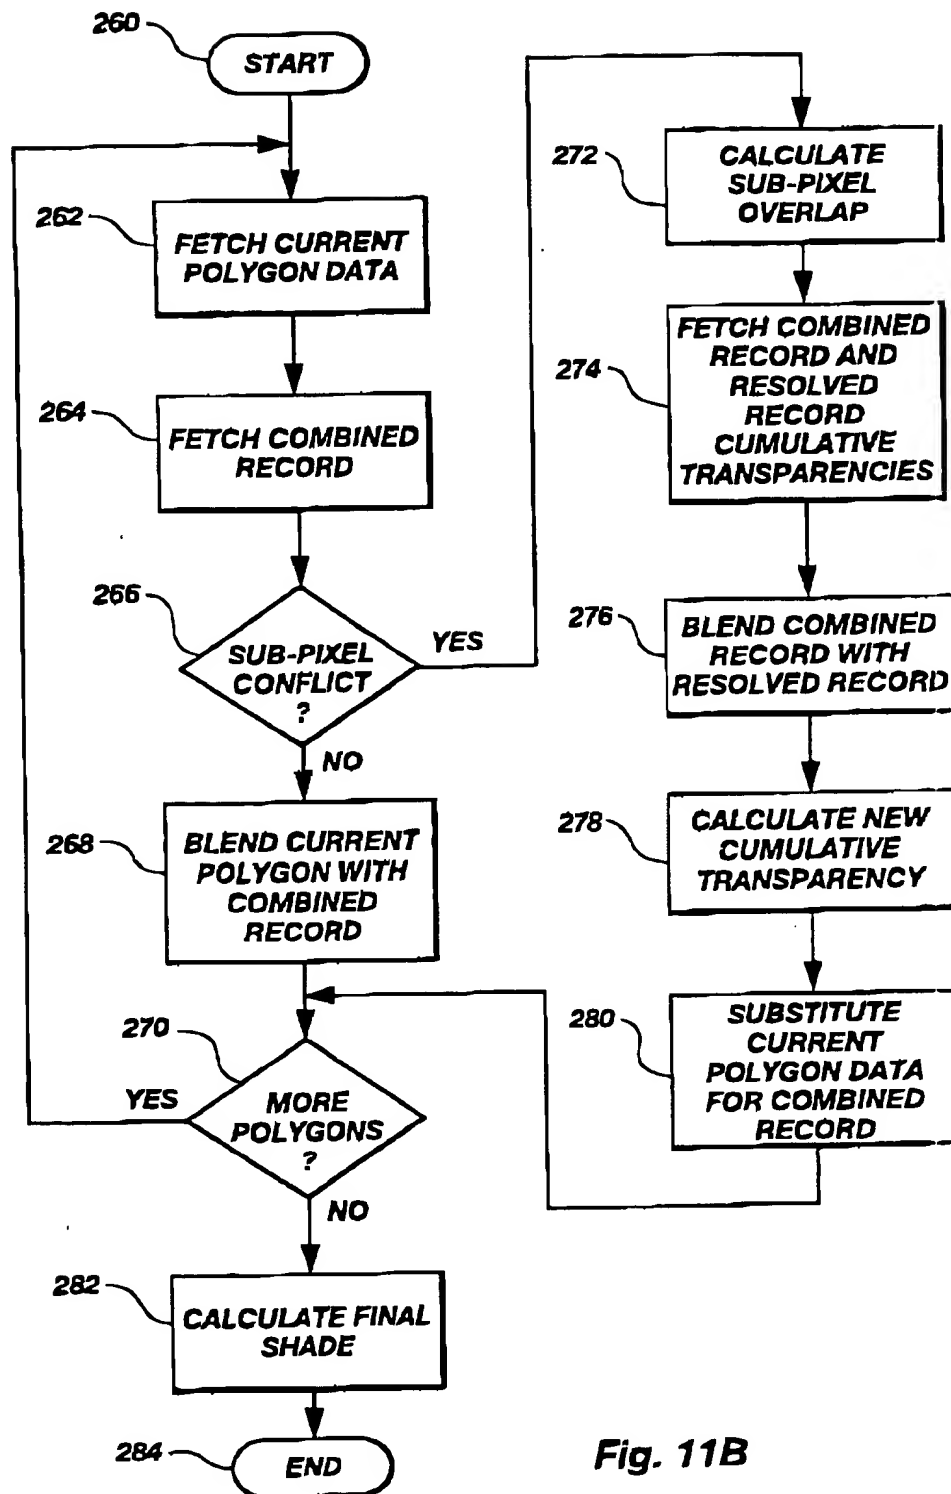 260
START
262
FETCH CURRENT
POLYGON DATA
264
FETCH COMBINED
RECORD
266
SUB-PIXEL
CONFLICT
?
YES
NO
268
BLEND CURRENT
POLYGON WITH
COMBINED
RECORD
270
MORE
POLYGONS
?
YES
NO
272
CALCULATE
SUB-PIXEL
OVERLAP
274
FETCH COMBINED
RECORD AND
RESOLVED
RECORD
CUMULATIVE
TRANSPARENCIES
276
BLEND COMBINED
RECORD WITH
RESOLVED RECORD
278
CALCULATE NEW
CUMULATIVE
TRANSPARENCY
280
SUBSTITUTE
CURRENT
POLYGON DATA
FOR COMBINED
RECORD
282
CALCULATE FINAL
SHADE
284
END
Fig. 11B